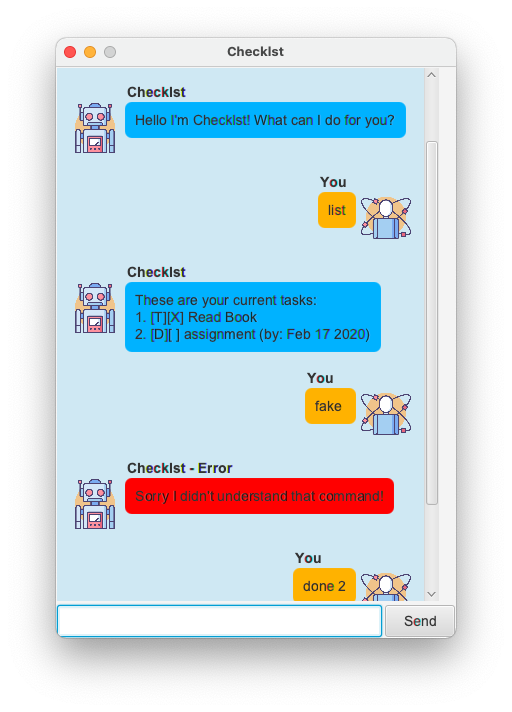 Checklst
Checklst
Hello I'm Checklst! What can I do for you?
You
list
Checklst
These are your current tasks:
1. [T][X] Read Book
2. [D][ ] assignment (by: Feb 17 2020)
You
fake
Checklst - Error
Sorry I didn't understand that command!
You
done 2
Send